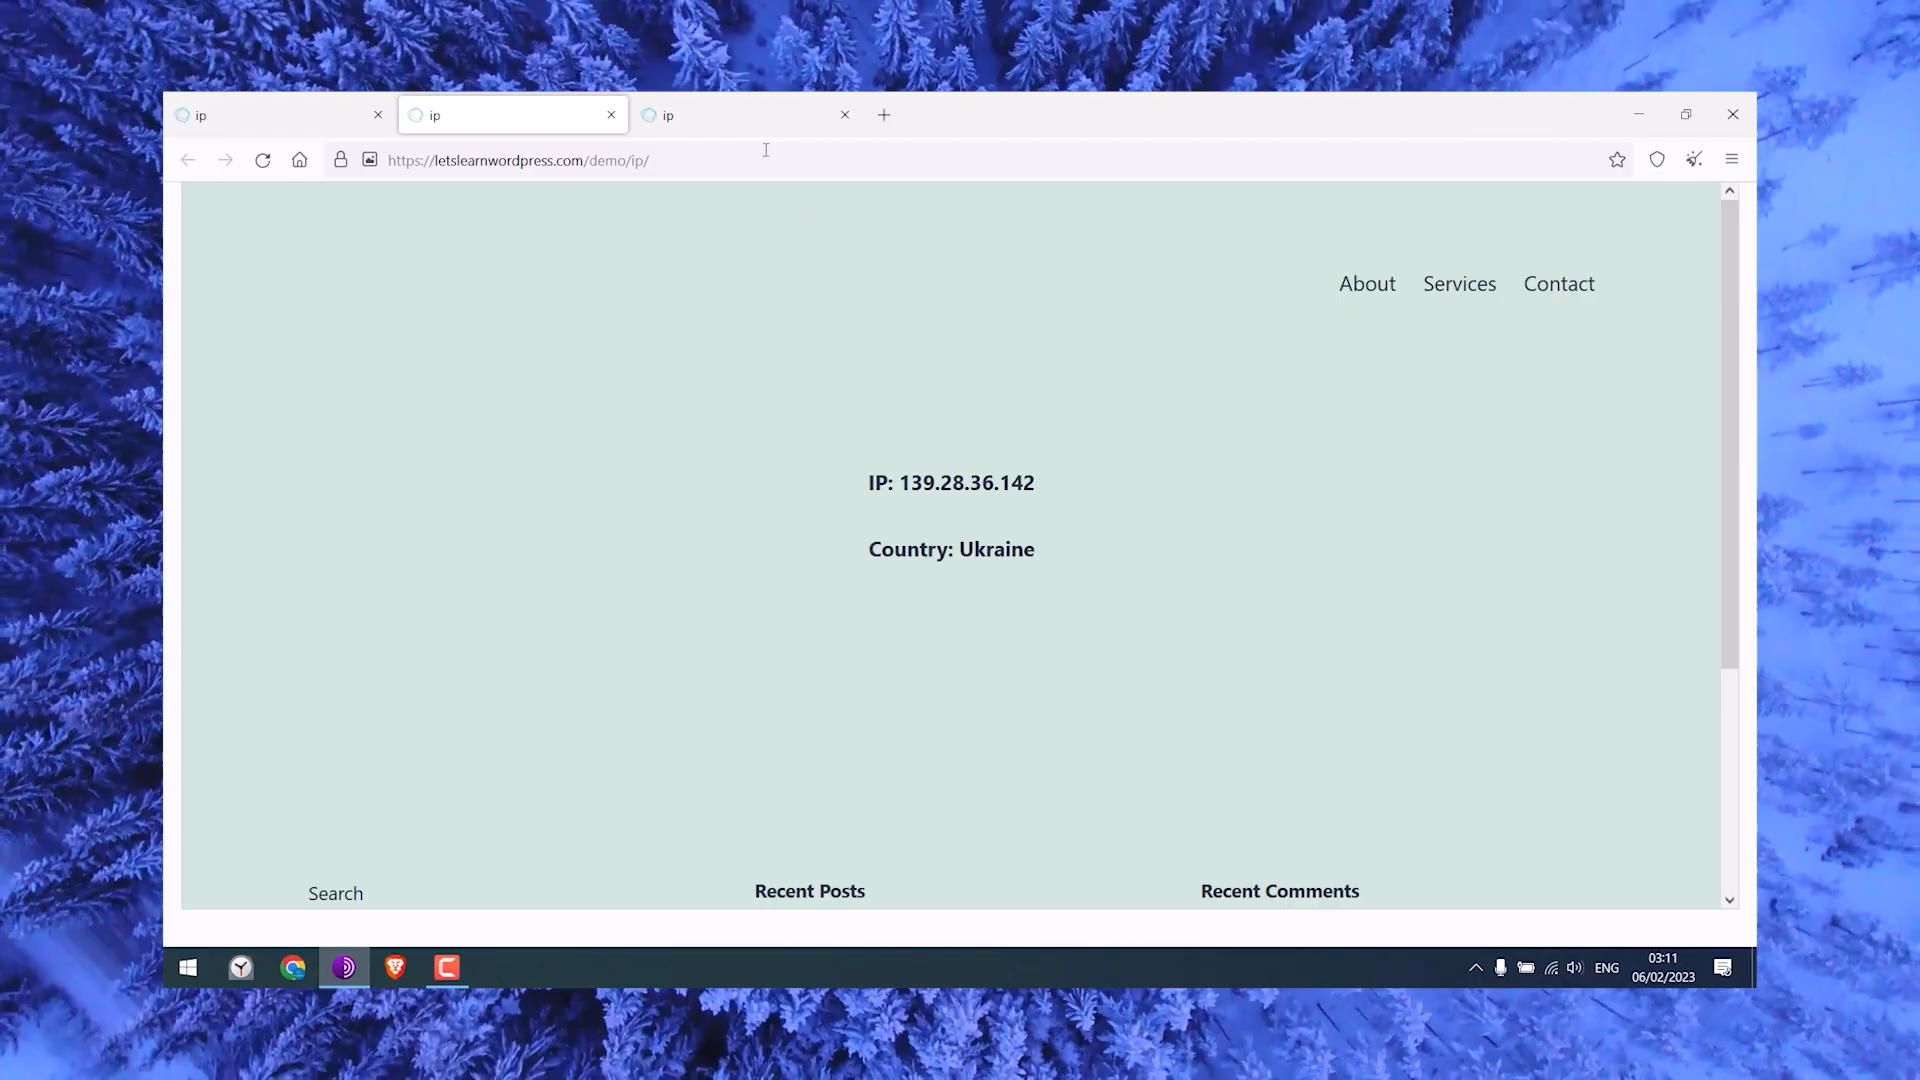 ip
ip
ip
https://letslearnwordpress.com/demo/ip/
About Services Contact
IP: 139.28.36.142
Country: Ukraine
Search
Recent Posts
Recent Comments
ENG
03:11
06/02/2023